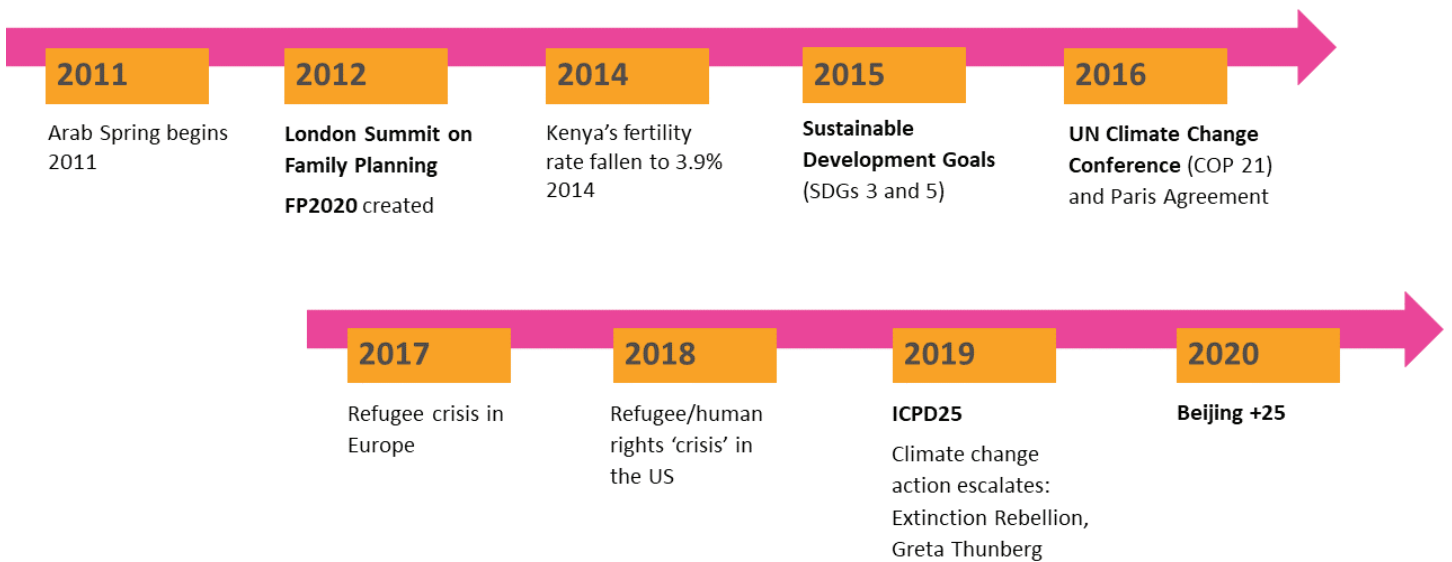 2011
Arab Spring begins
2011
2012
London Summit on
Family Planning
FP2020 created
2014
Kenya’s fertility
rate fallen to 3.9%
2014
2015
Sustainable
Development Goals
(SDGs 3 and 5)
2016
UN Climate Change
Conference (COP 21)
and Paris Agreement
2017
Refugee crisis in
Europe
2018
Refugee/human
rights ‘crisis’ in
the US
2019
ICPD25
Climate change
action escalates:
Extinction Rebellion,
Greta Thunberg
2020
Beijing +25